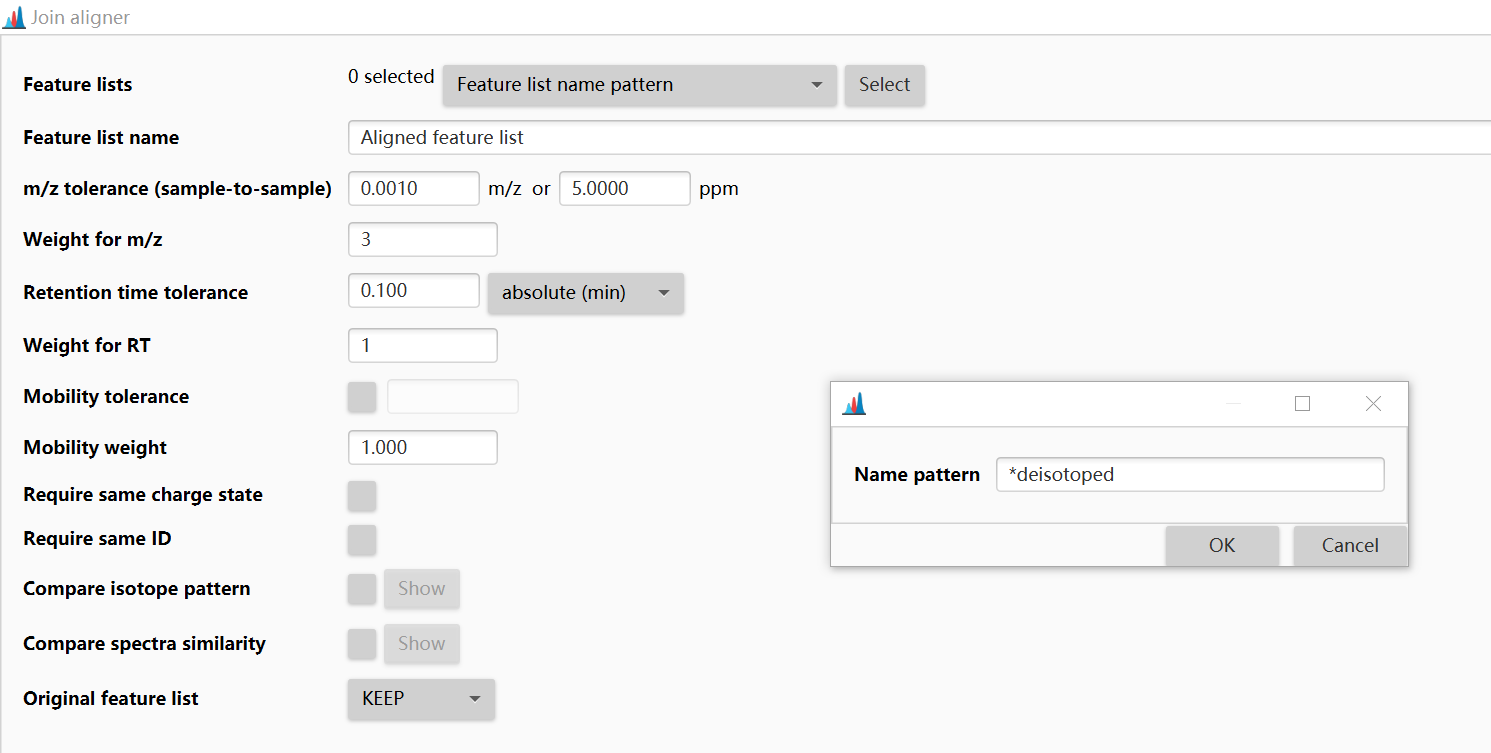 Join aligner
Feature lists 0 selected Feature list name pattern Select
Feature list name Aligned feature list
m/z tolerance (sample-to-sample) 0.0010 m/z or 5.0000 ppm
Weight for m/z 3
Retention time tolerance 0.100 absolute (min)
Weight for RT 1
Mobility tolerance
Mobility weight 1.000
Require same charge state
Require same ID
Compare isotope pattern Show
Compare spectra similarity Show
Original feature list KEEP
Name pattern *deisotoped
OK Cancel